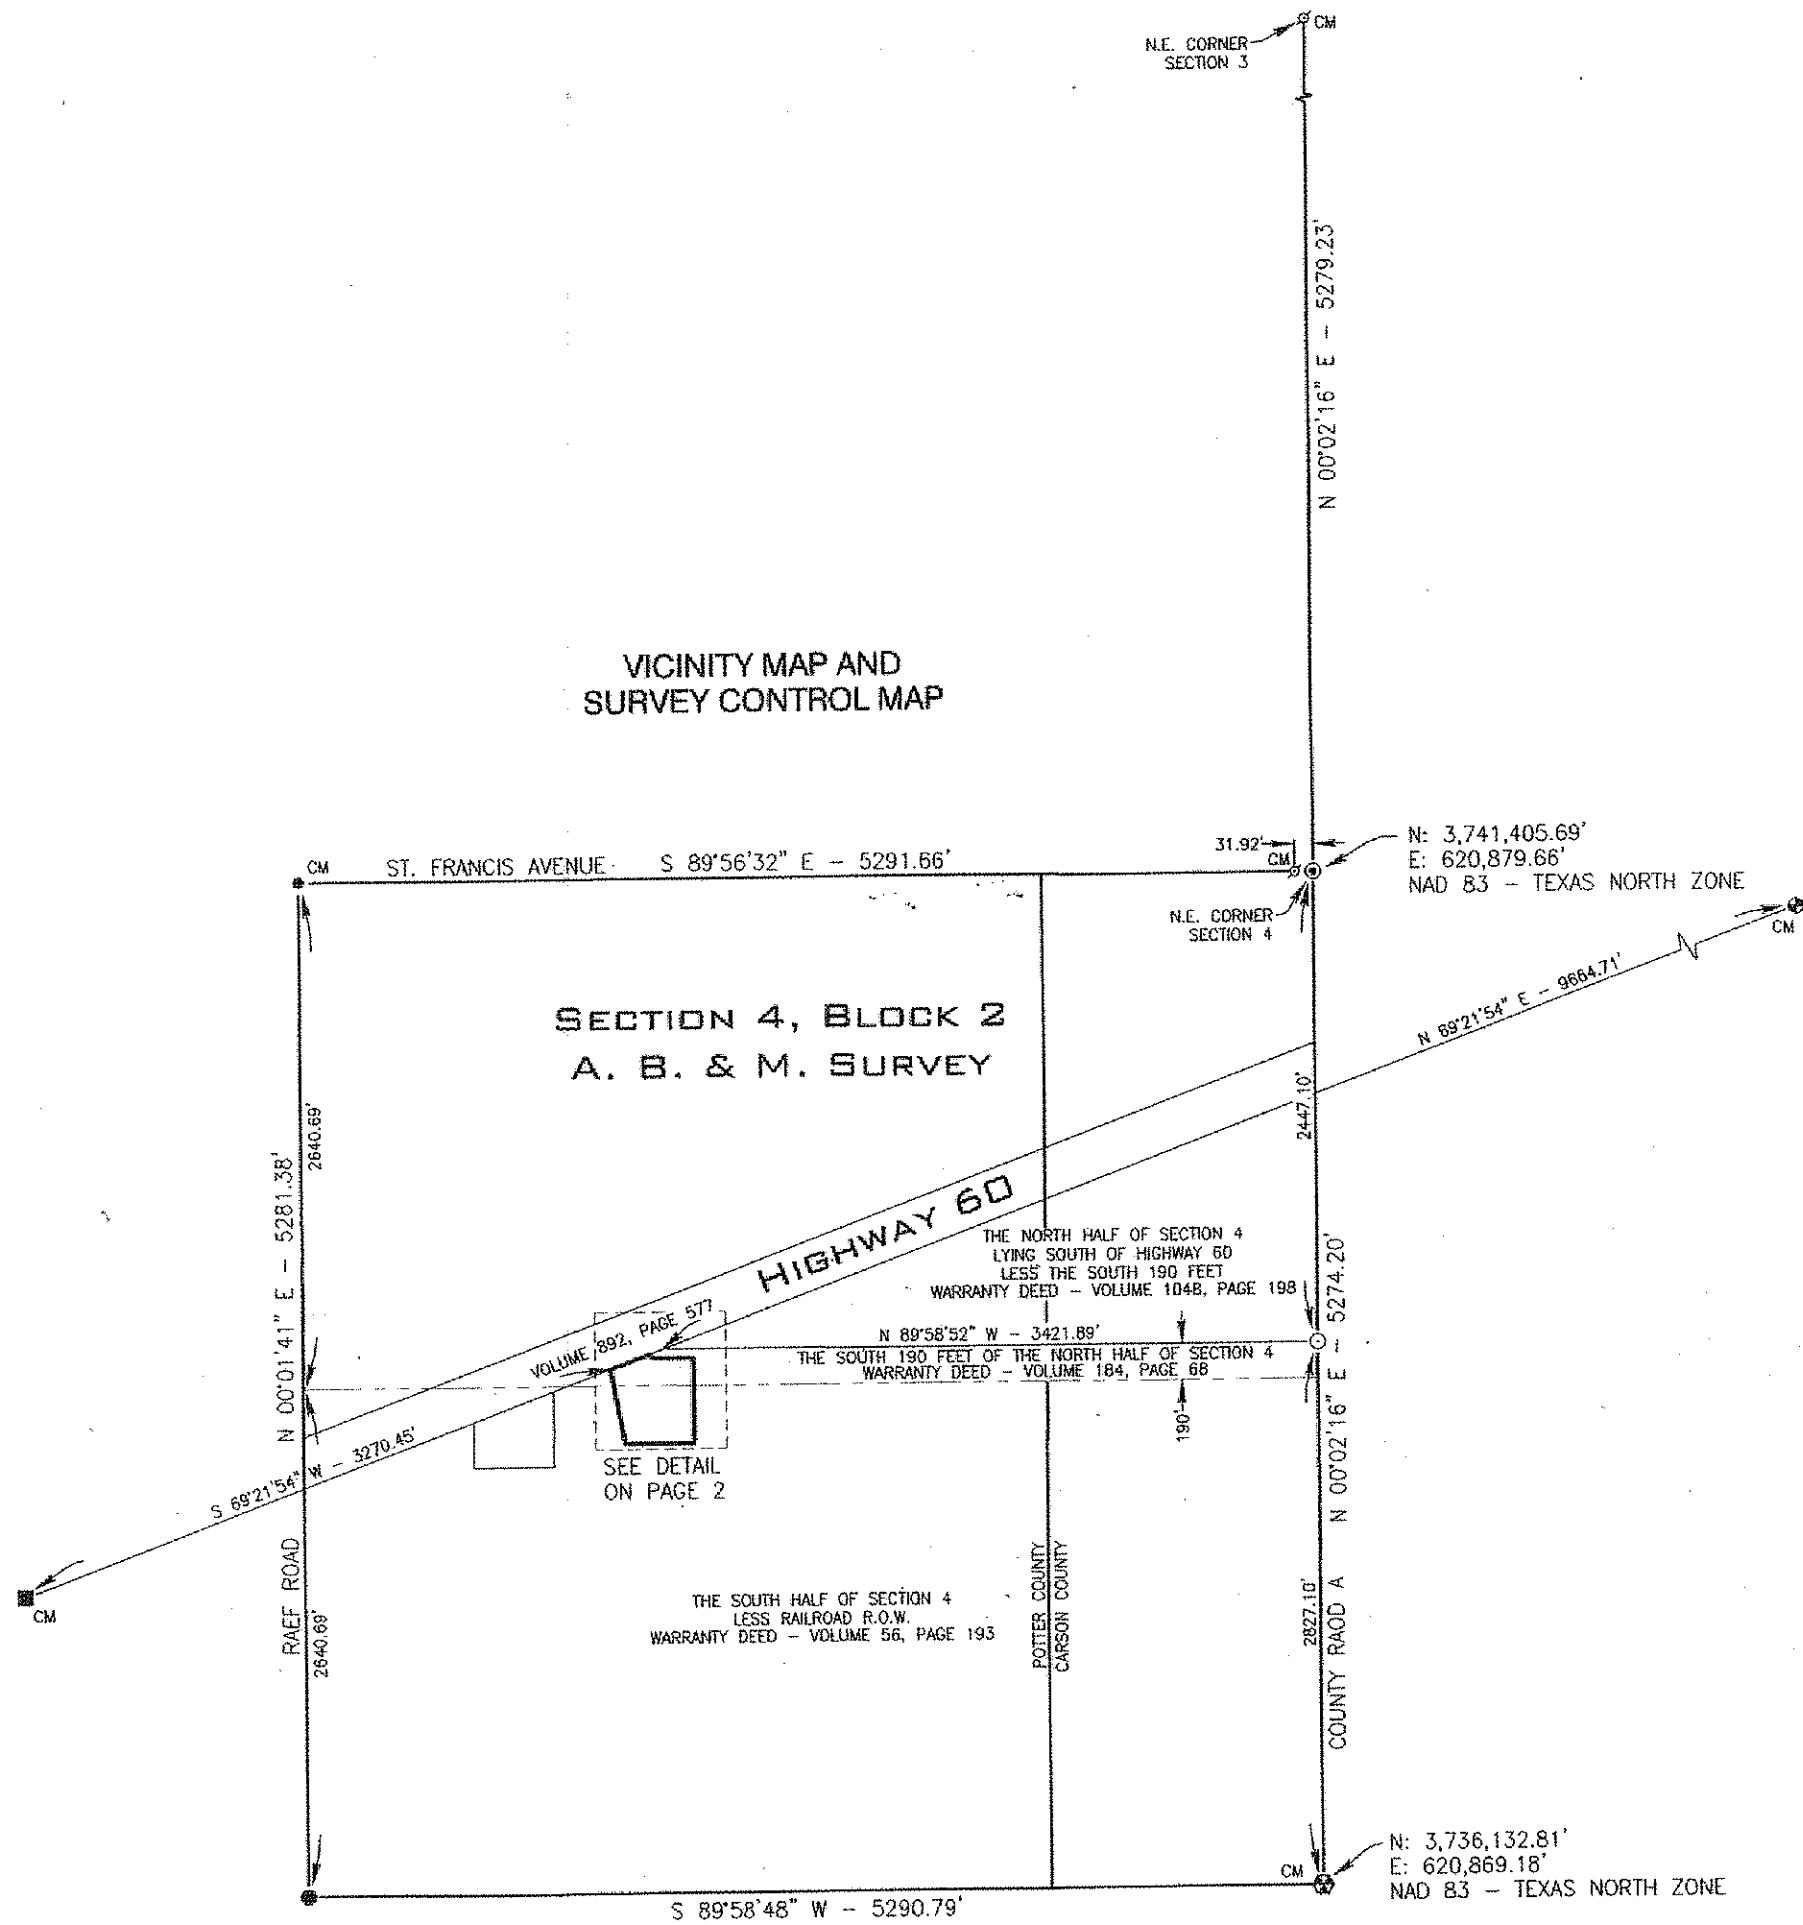 CM
N.E. CORNER
SECTION 3
N 00°02'16" E - 5279.23'
VICINITY MAP AND
SURVEY CONTROL MAP
31.92'
CM
N: 3,741,405.69'
E: 620,879.66'
NAD 83 - TEXAS NORTH ZONE
CM
ST. FRANCIS AVENUE
S 89°56'32" E - 5291.66'
N.E. CORNER
SECTION 4
CM
N 69°21'54" E - 9664.71'
SECTION 4, BLOCK 2
A. B. & M. SURVEY
2640.69'
2447.10'
N 00°01'41" E - 5281.38'
HIGHWAY 60
THE NORTH HALF OF SECTION 4
LYING SOUTH OF HIGHWAY 60
LESS THE SOUTH 190 FEET
WARRANTY DEED - VOLUME 1048, PAGE 198
N 00°02'16" E - 5274.20'
VOLUME 892, PAGE 577
N 89°58'52" W - 3421.89'
THE SOUTH 190 FEET OF THE NORTH HALF OF SECTION 4
WARRANTY DEED - VOLUME 184, PAGE 68
190'
S 69°21'54" W - 3270.45'
SEE DETAIL
ON PAGE 2
CM
RAEF ROAD
2640.69'
THE SOUTH HALF OF SECTION 4
LESS RAILROAD R.O.W.
WARRANTY DEED - VOLUME 56, PAGE 193
POTTER COUNTY
CARSON COUNTY
2827.10'
COUNTY RAOD A
CM
N: 3,736,132.81'
E: 620,869.18'
NAD 83 - TEXAS NORTH ZONE
S 89°58'48" W - 5290.79'